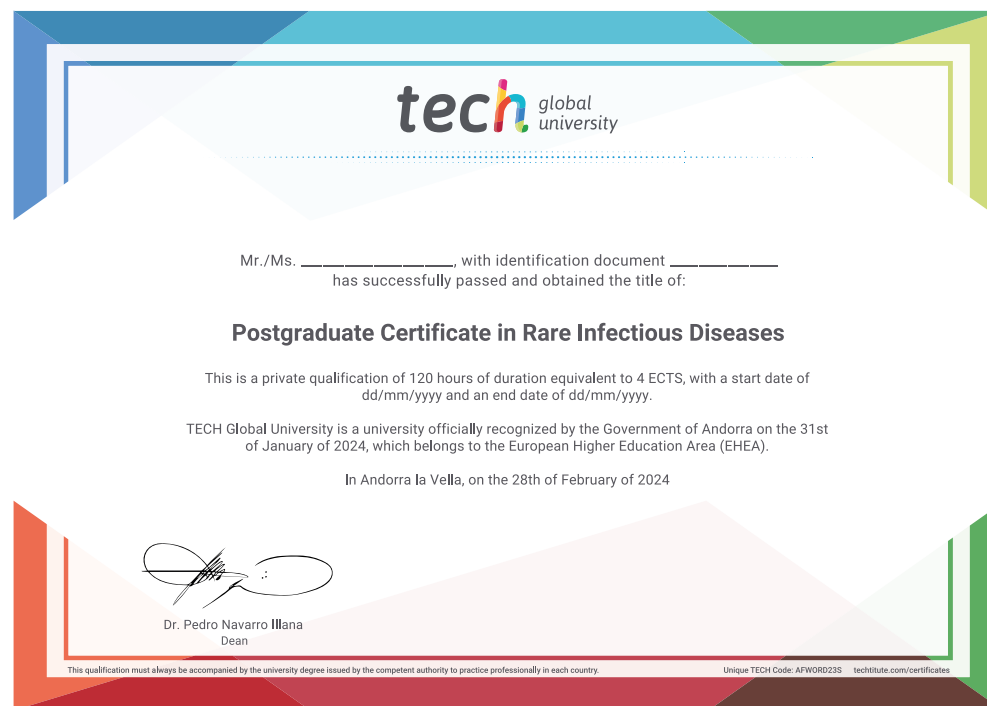 tech global
university
Mr./Ms. _________________, with identification document ____________
has successfully passed and obtained the title of:
Postgraduate Certificate in Rare Infectious Diseases
This is a private qualification of 120 hours of duration equivalent to 4 ECTS, with a start date of
dd/mm/yyyy and an end date of dd/mm/yyyy.
TECH Global University is a university officially recognized by the Government of Andorra on the 31st
of January of 2024, which belongs to the European Higher Education Area (EHEA).
In Andorra la Vella, on the 28th of February of 2024
Dr. Pedro Navarro Illana
Dean
This qualification must always be accompanied by the university degree issued by the competent authority to practice professionally in each country. Unique TECH Code: AFWORD23S techtitute.com/certificates